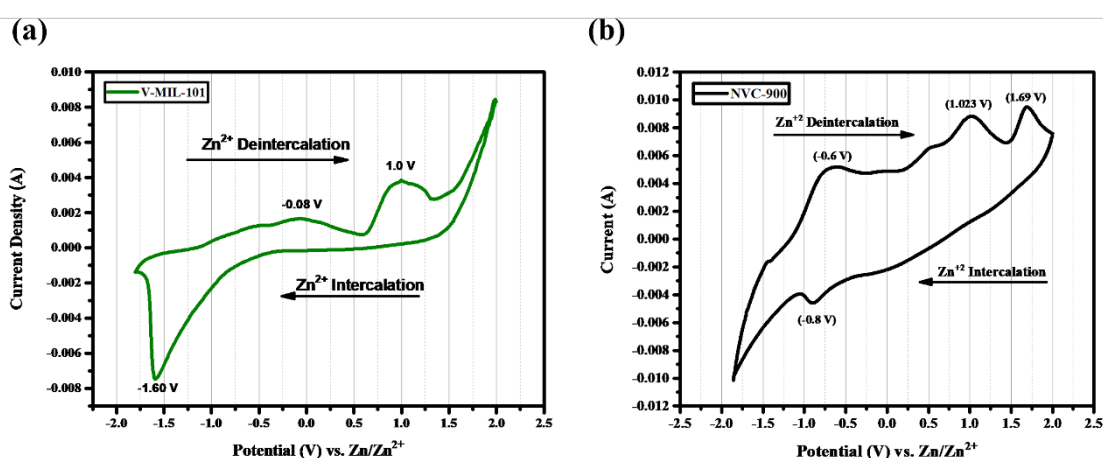 (a)
0.010
0.008
0.006
0.004
0.002
0.000
-0.002
-0.004
-0.006
-0.008
Current Density (A)
V-MIL-101
Zn²⁺ Deintercalation
1.0 V
-0.08 V
Zn²⁺ Intercalation
-1.60 V
-2.0 -1.5 -1.0 -0.5 0.0 0.5 1.0 1.5 2.0 2.5
Potential (V) vs. Zn/Zn²⁺
(b)
0.012
0.010
0.008
0.006
0.004
0.002
0.000
-0.002
-0.004
-0.006
-0.008
-0.010
-0.012
Current (A)
NVC-900
(1.023 V)
(1.69 V)
Zn⁺² Deintercalation
(-0.6 V)
Zn⁺² Intercalation
(-0.8 V)
-2.0 -1.5 -1.0 -0.5 0.0 0.5 1.0 1.5 2.0 2.5
Potential (V) vs. Zn/Zn²⁺